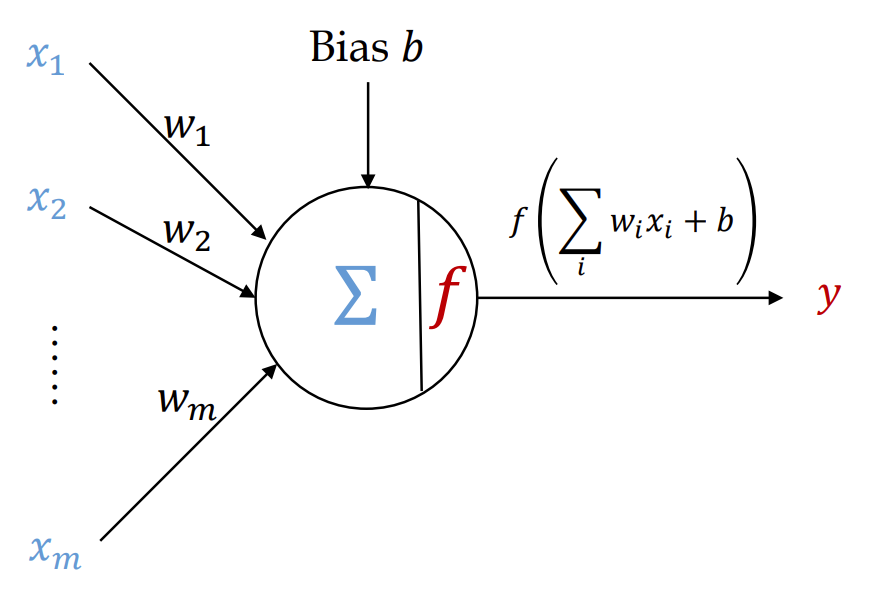 x₁
w₁
Bias b
x₂
w₂
Σ f
f(∑ᵢ wᵢxᵢ + b)
y
⋮
wₘ
xₘ